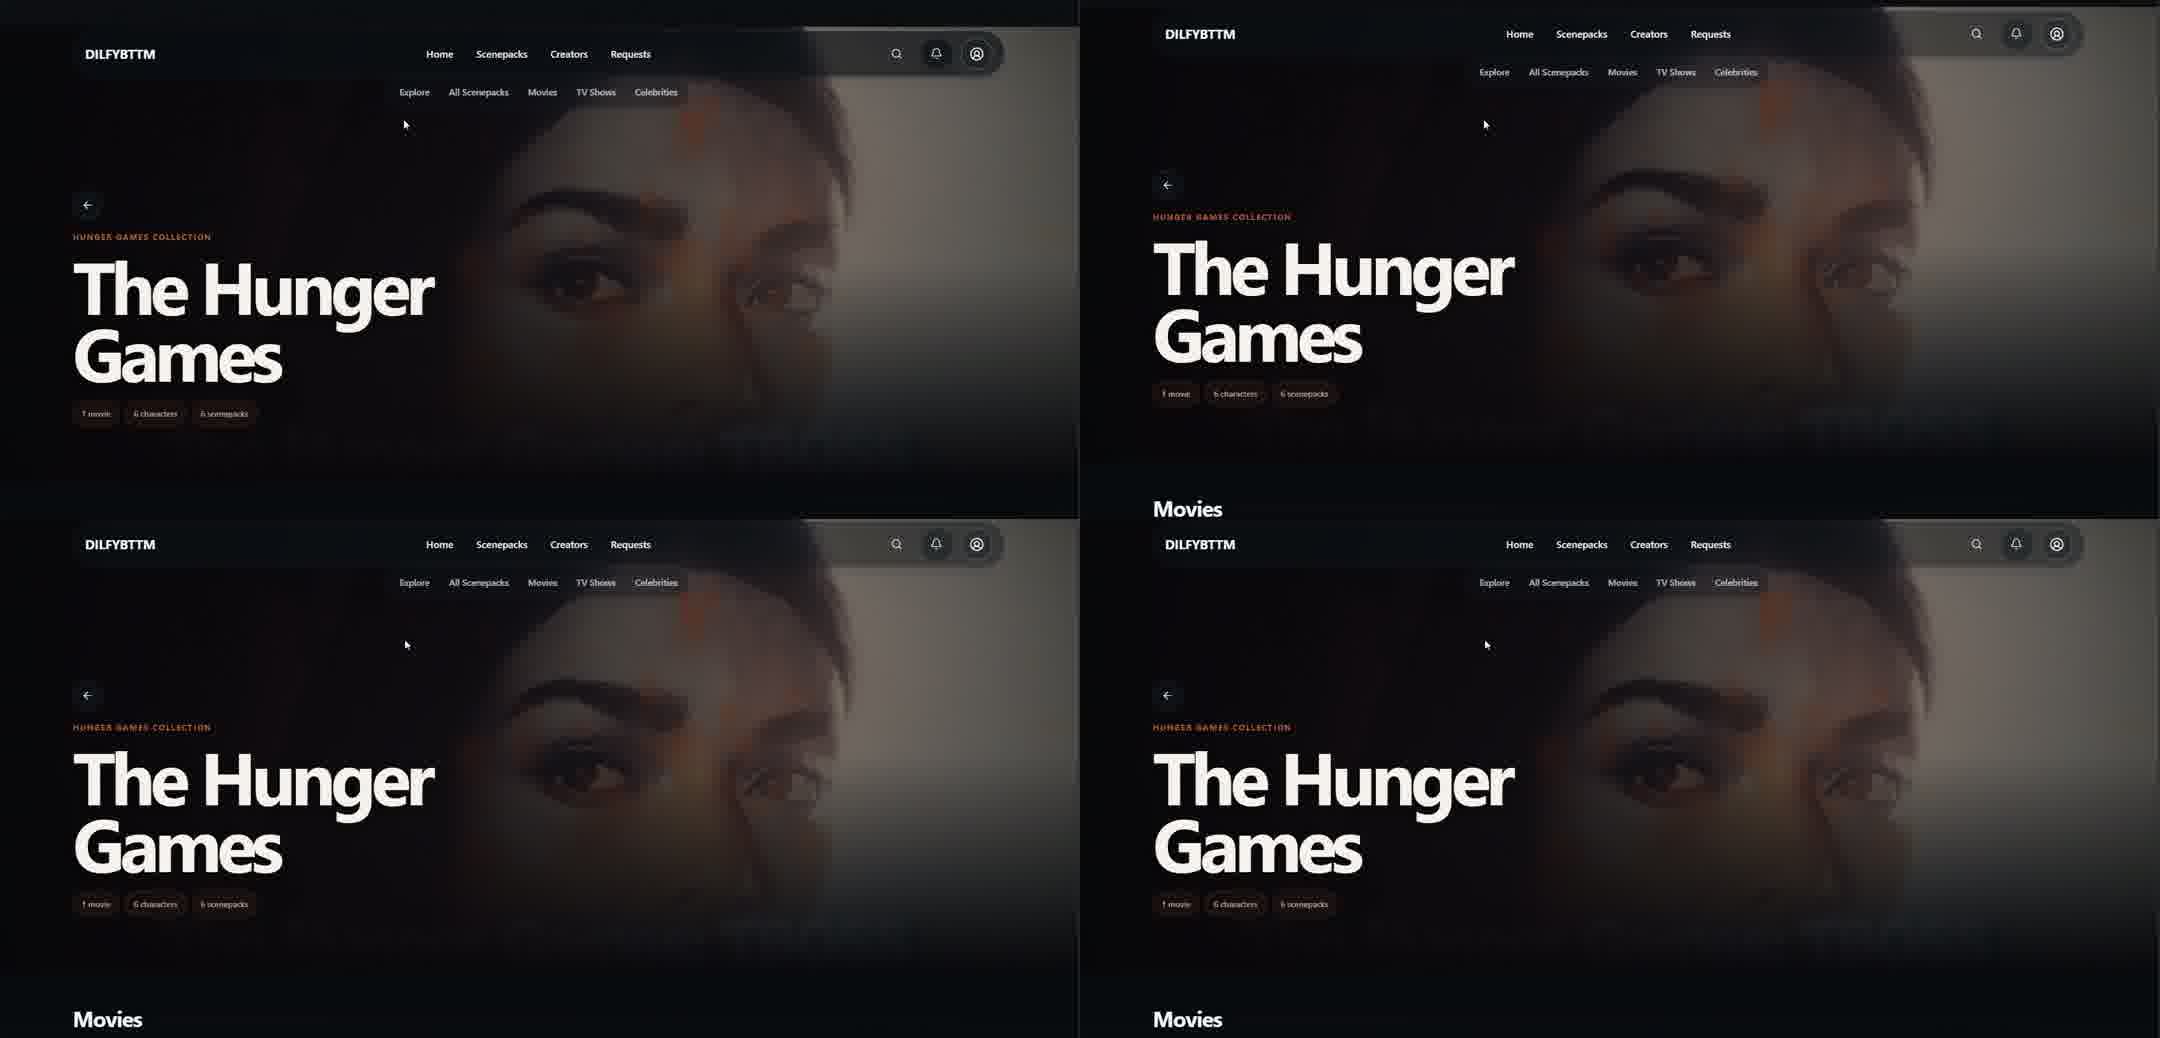 DILFYBTTM Home Scenepacks Creators Requests
Explore All Scenepacks Movies TV Shows Celebrities
HUNGER GAMES COLLECTION
The Hunger
Games
1 movie 6 characters 6 scenepacks
DILFYBTTM Home Scenepacks Creators Requests
Explore All Scenepacks Movies TV Shows Celebrities
HUNGER GAMES COLLECTION
The Hunger
Games
1 movie 6 characters 6 scenepacks
Movies
DILFYBTTM Home Scenepacks Creators Requests
Explore All Scenepacks Movies TV Shows Celebrities
HUNGER GAMES COLLECTION
The Hunger
Games
1 movie 6 characters 6 scenepacks
Movies
DILFYBTTM Home Scenepacks Creators Requests
Explore All Scenepacks Movies TV Shows Celebrities
HUNGER GAMES COLLECTION
The Hunger
Games
1 movie 6 characters 6 scenepacks
Movies